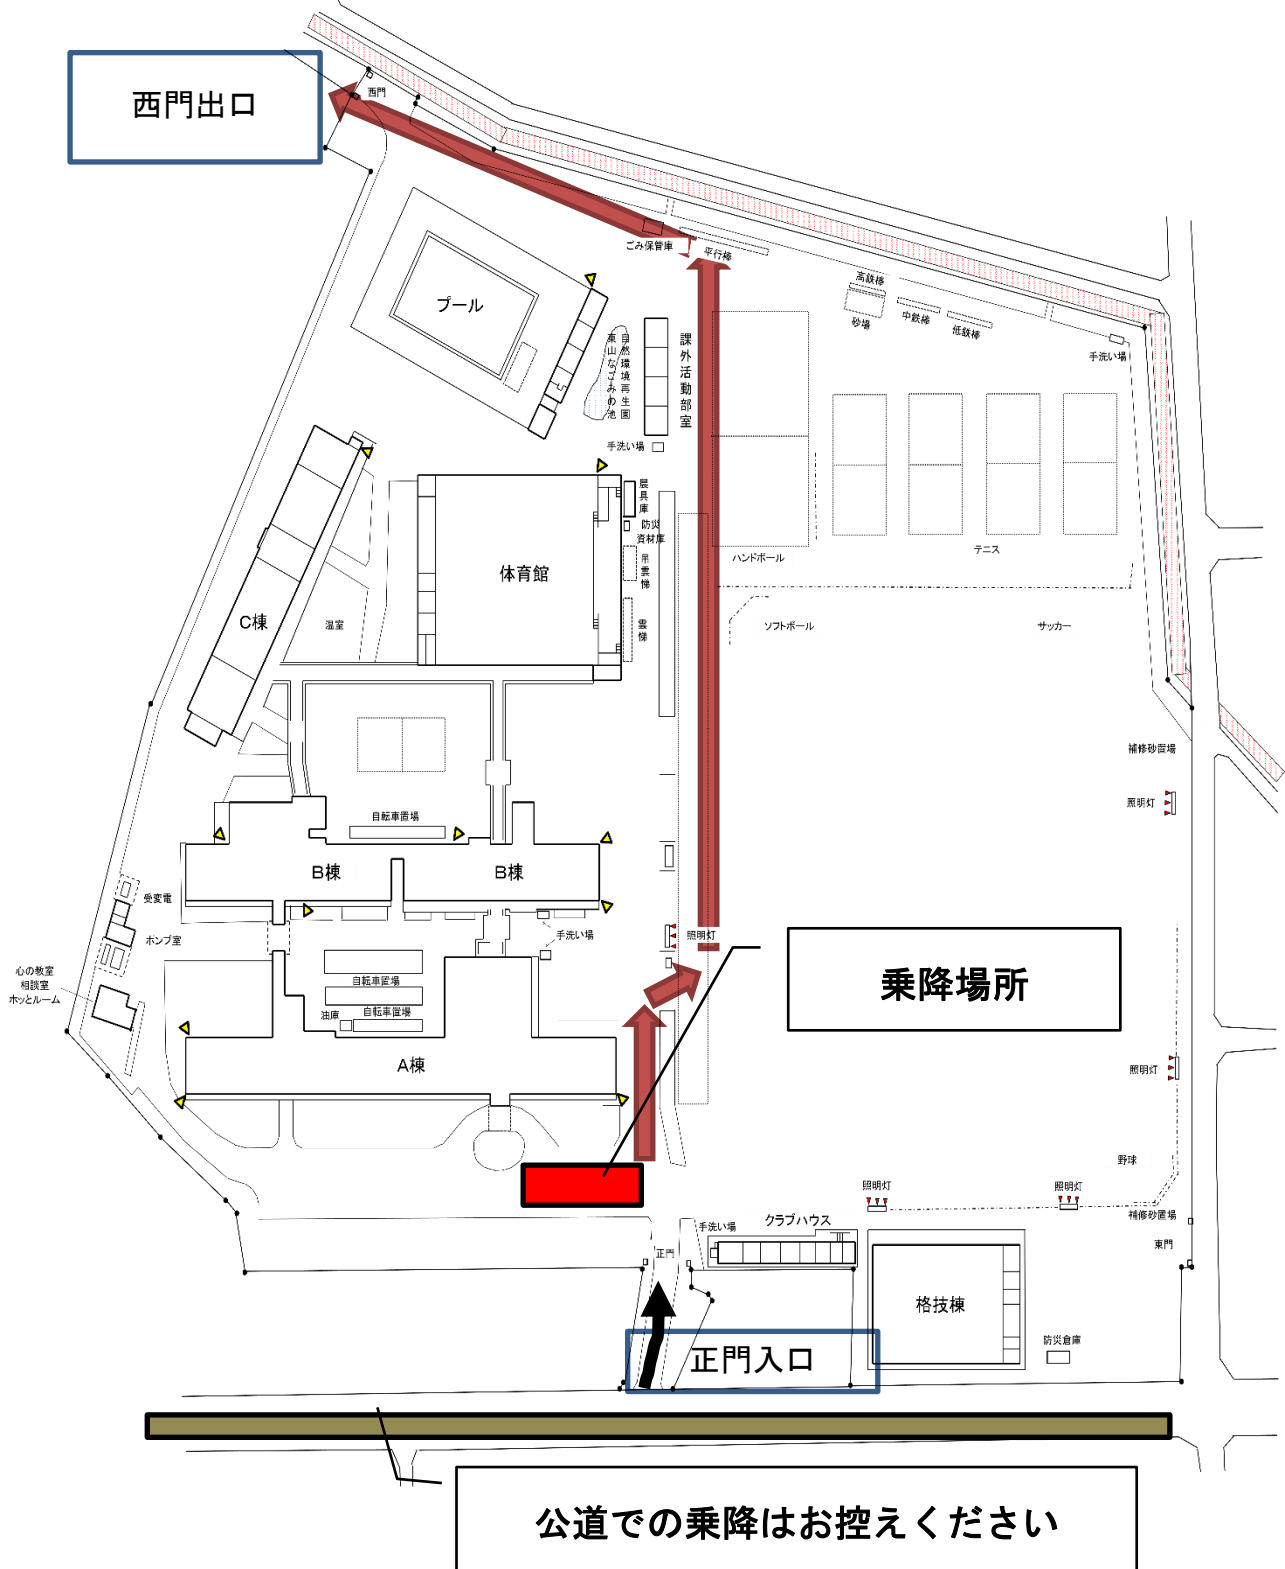 西門出口
西門
ごみ保管庫
平行棒
高鉄棒
砂場
中鉄棒
低鉄棒
手洗い場
プール
自然環境再生園
東山なごみの池
課外活動部室
手洗い場
農具庫
防災
資材庫
吊雲梯
雲梯
体育館
ハンドボール
テニス
C棟
温室
ソフトボール
サッカー
補修砂置場
照明灯
自転車置場
B棟
B棟
受変電
ポンプ室
手洗い場
照明灯
心の教室
相談室
ホッとルーム
自転車置場
自転車置場
自転車置場
油庫
乗降場所
A棟
照明灯
野球
照明灯
照明灯
補修砂置場
手洗い場
クラブハウス
正門
東門
格技棟
防災倉庫
正門入口
公道での乗降はお控えください